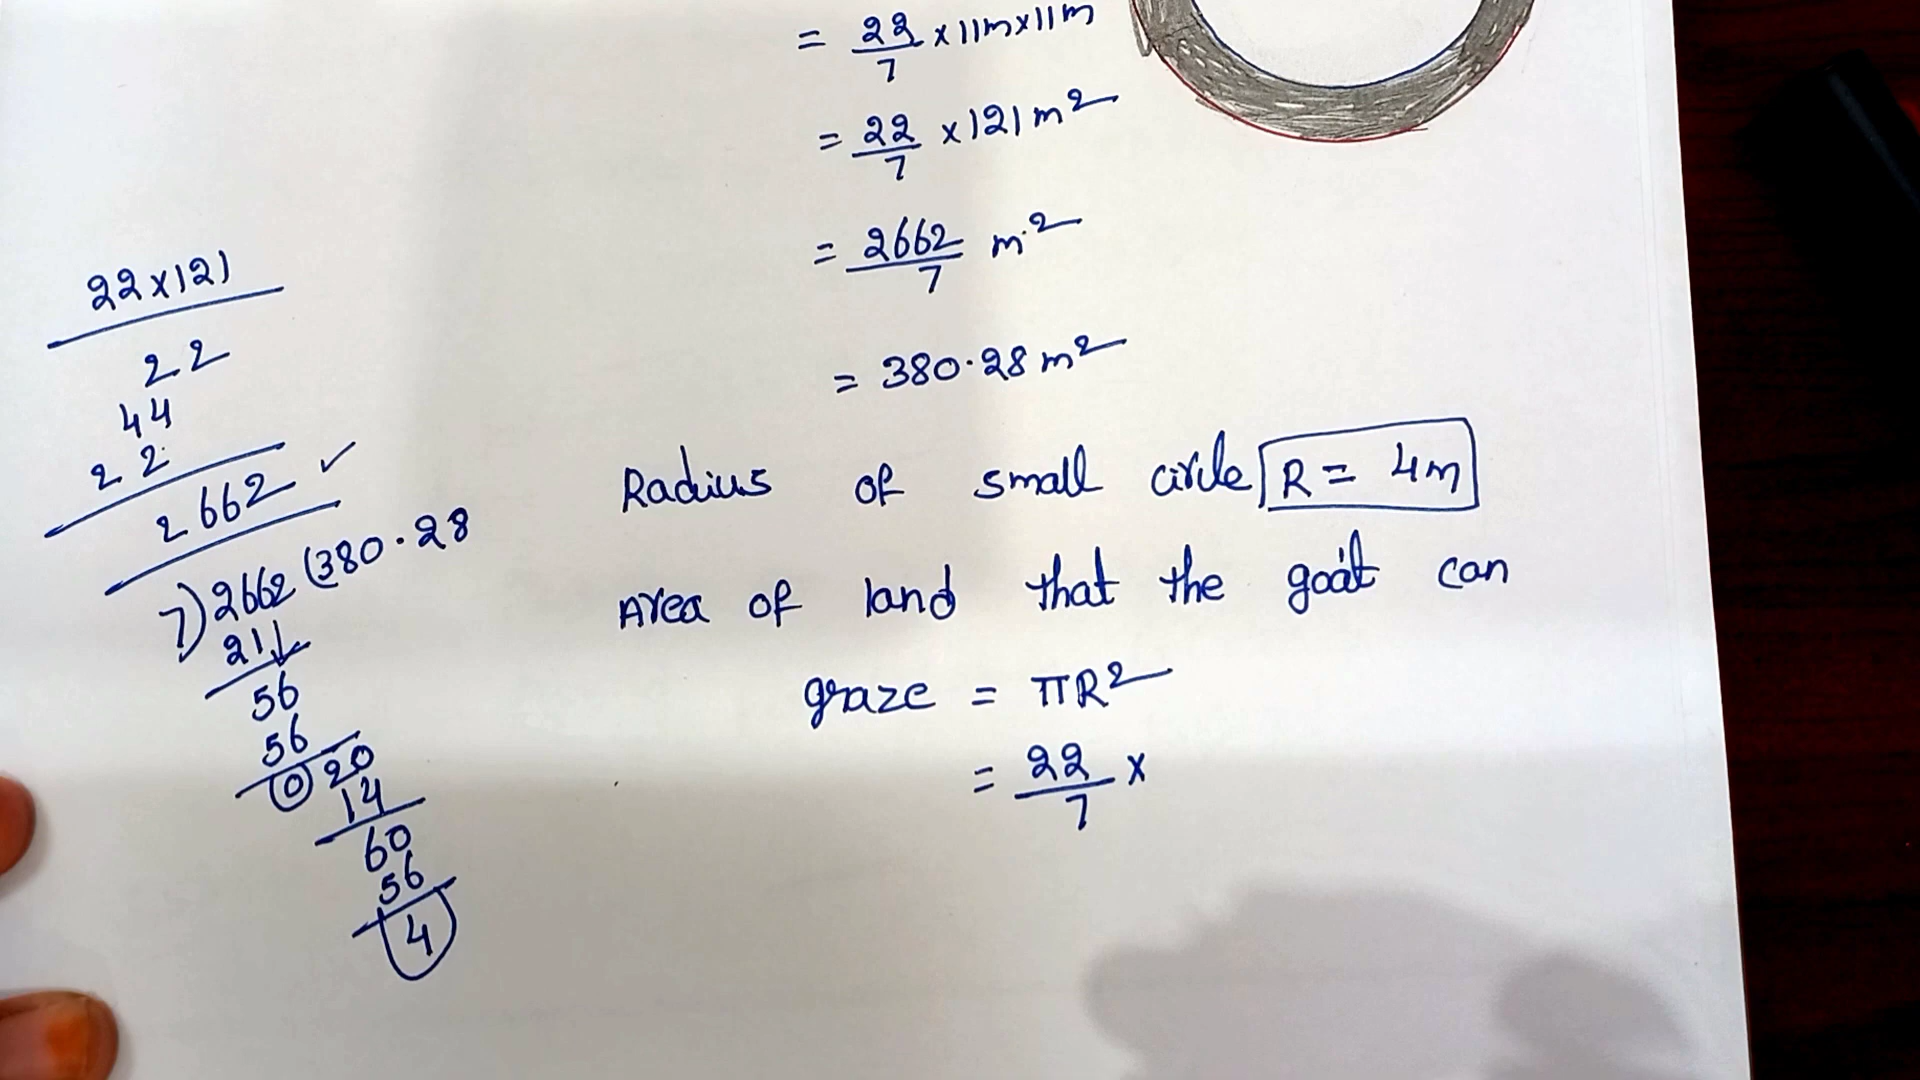 = 22/7 x 11m x 11m
= 22/7 x 121 m²
= 2662/7 m²
= 380.28 m²
Radius of small circle R = 4m
Area of land that the goat can
graze = πR²
= 22/7 x
22 x 121
22
44
22
2662 ✓
7)2662(380.28
21↓
56
56
0 20
14
60
56
4